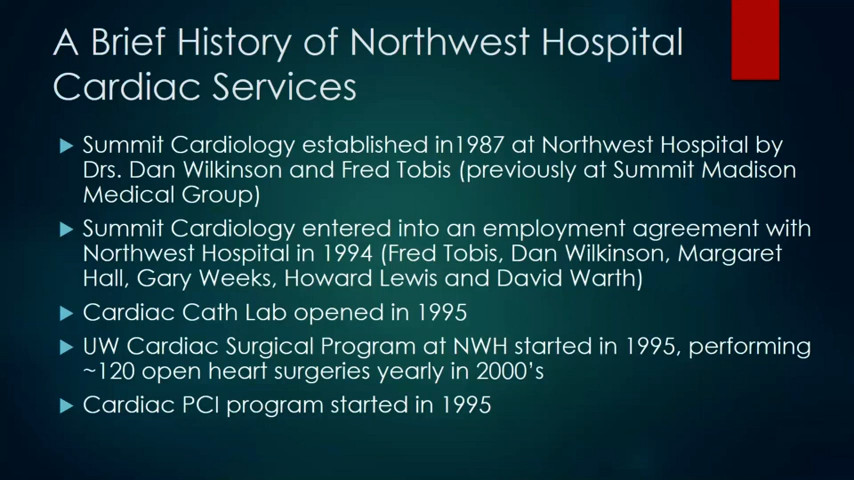 A Brief History of Northwest Hospital
Cardiac Services
Summit Cardiology established in1987 at Northwest Hospital by
Drs. Dan Wilkinson and Fred Tobis (previously at Summit Madison
Medical Group)
Summit Cardiology entered into an employment agreement with
Northwest Hospital in 1994 (Fred Tobis, Dan Wilkinson, Margaret
Hall, Gary Weeks, Howard Lewis and David Warth)
Cardiac Cath Lab opened in 1995
UW Cardiac Surgical Program at NWH started in 1995, performing
~120 open heart surgeries yearly in 2000’s
Cardiac PCI program started in 1995